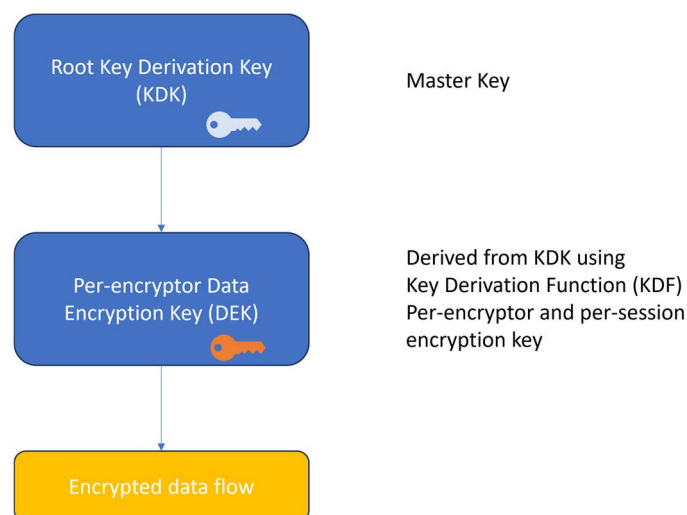 Root Key Derivation Key
(KDK)
Master Key
Per-encryptor Data
Encryption Key (DEK)
Derived from KDK using
Key Derivation Function (KDF)
Per-encryptor and per-session
encryption key
Encrypted data flow